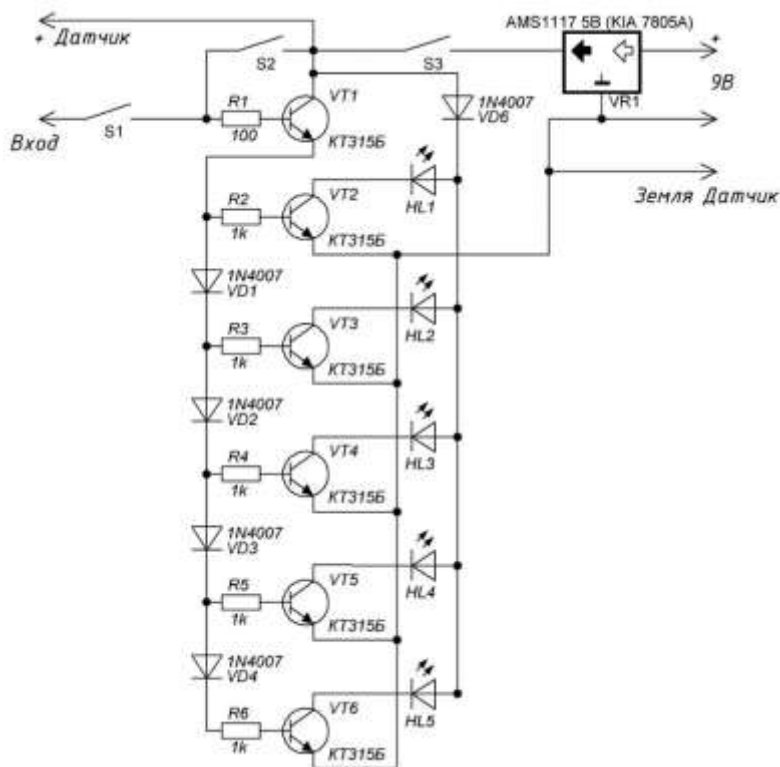 AMS1117 5В (KIA 7805A)
+ Датчик
S2
S3
+
9В
VR1
R1
100
VT1
КТ315Б
1N4007
VD6
S1
Вход
R2
1k
VT2
КТ315Б
HL1
Земля Датчик
1N4007
VD1
R3
1k
VT3
КТ315Б
HL2
1N4007
VD2
R4
1k
VT4
КТ315Б
HL3
1N4007
VD3
R5
1k
VT5
КТ315Б
HL4
1N4007
VD4
R6
1k
VT6
КТ315Б
HL5